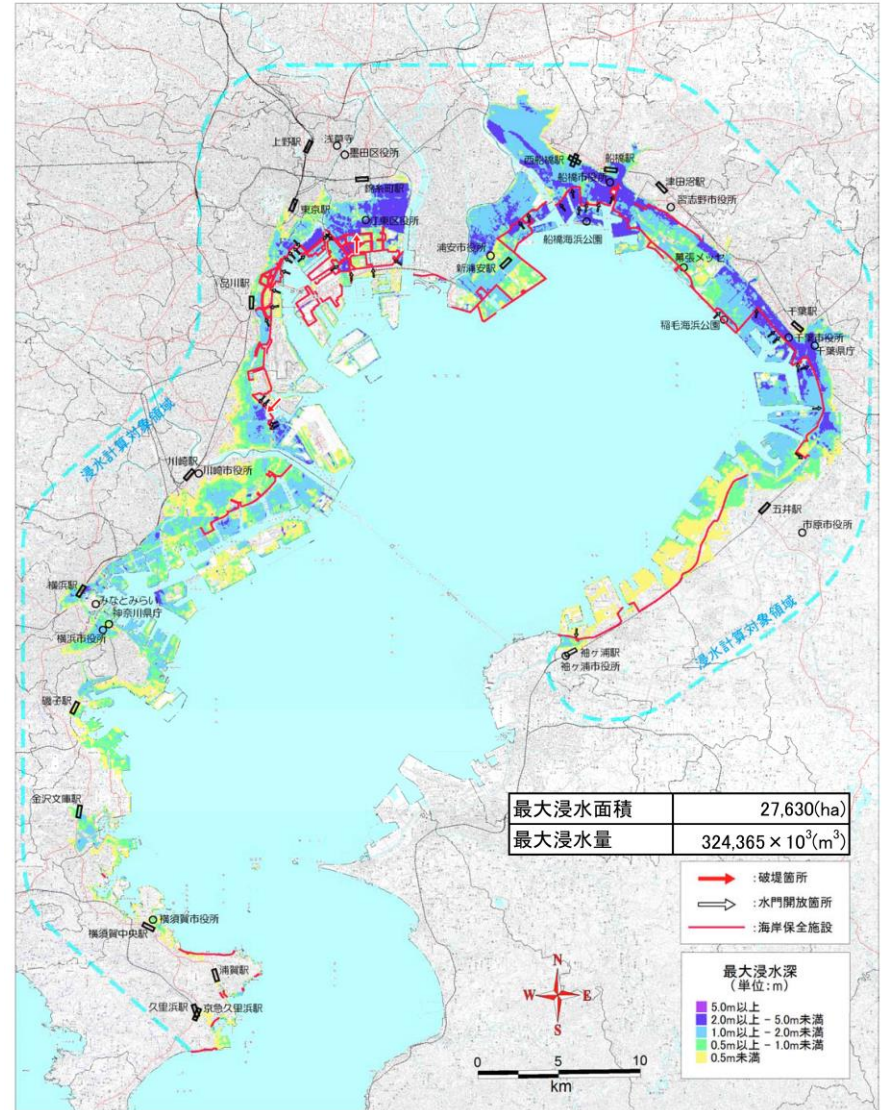 浅草寺
上野駅
墨田区役所
西船橋駅
船橋駅
錦糸町駅
船橋市役所
津田沼駅
東京駅
習志野市役所
江東区役所
船橋海浜公園
浦安市役所
新浦安駅
幕張メッセ
品川駅
稲毛海浜公園
千葉駅
千葉市役所
千葉県庁
浸水計算対象領域
川崎駅
川崎市役所
五井駅
市原市役所
横浜駅
みなとみらい
神奈川県庁
横浜市役所
浸水計算対象領域
袖ヶ浦駅
袖ヶ浦市役所
磯子駅
金沢文庫駅
最大浸水面積 27,630(ha)
最大浸水量 324,365×10³(m³)
:破堤箇所
:水門開放箇所
:海岸保全施設
横須賀市役所
横須賀中央駅
浦賀駅
久里浜駅
京急久里浜駅
N
W E
S
0 5 10
km
最大浸水深
(単位:m)
5.0m以上
2.0m以上 - 5.0m未満
1.0m以上 - 2.0m未満
0.5m以上 - 1.0m未満
0.5m未満